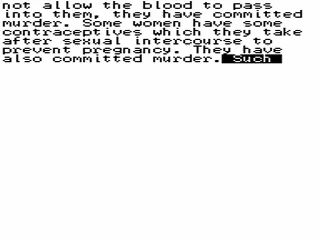 not allow the blood to pass
into them, they have committed
murder. Some women have some
contraceptives which they take
after sexual intercourse to
prevent pregnancy. They have
also committed murder. Such